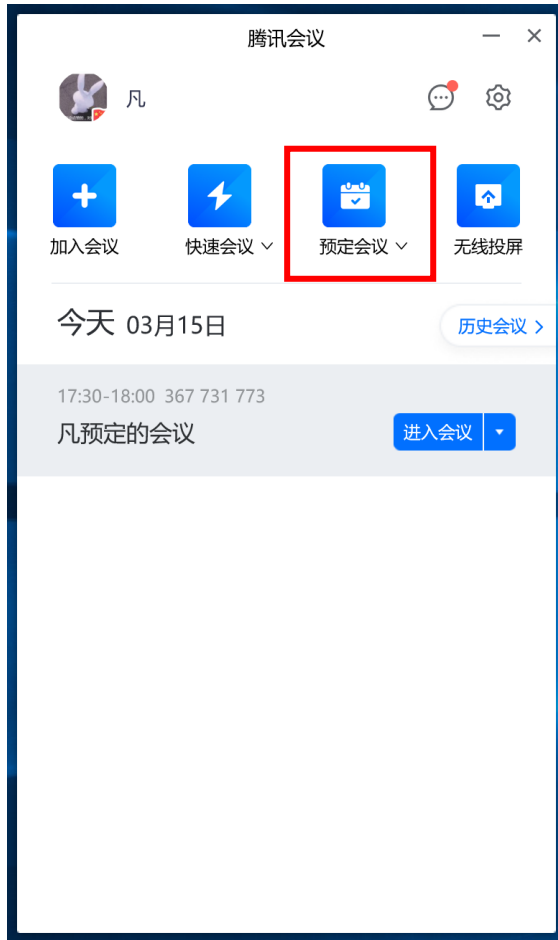 腾讯会议
凡
加入会议 快速会议 预定会议 无线投屏
今天 03月15日 历史会议
17:30-18:00 367 731 773
凡预定的会议 进入会议